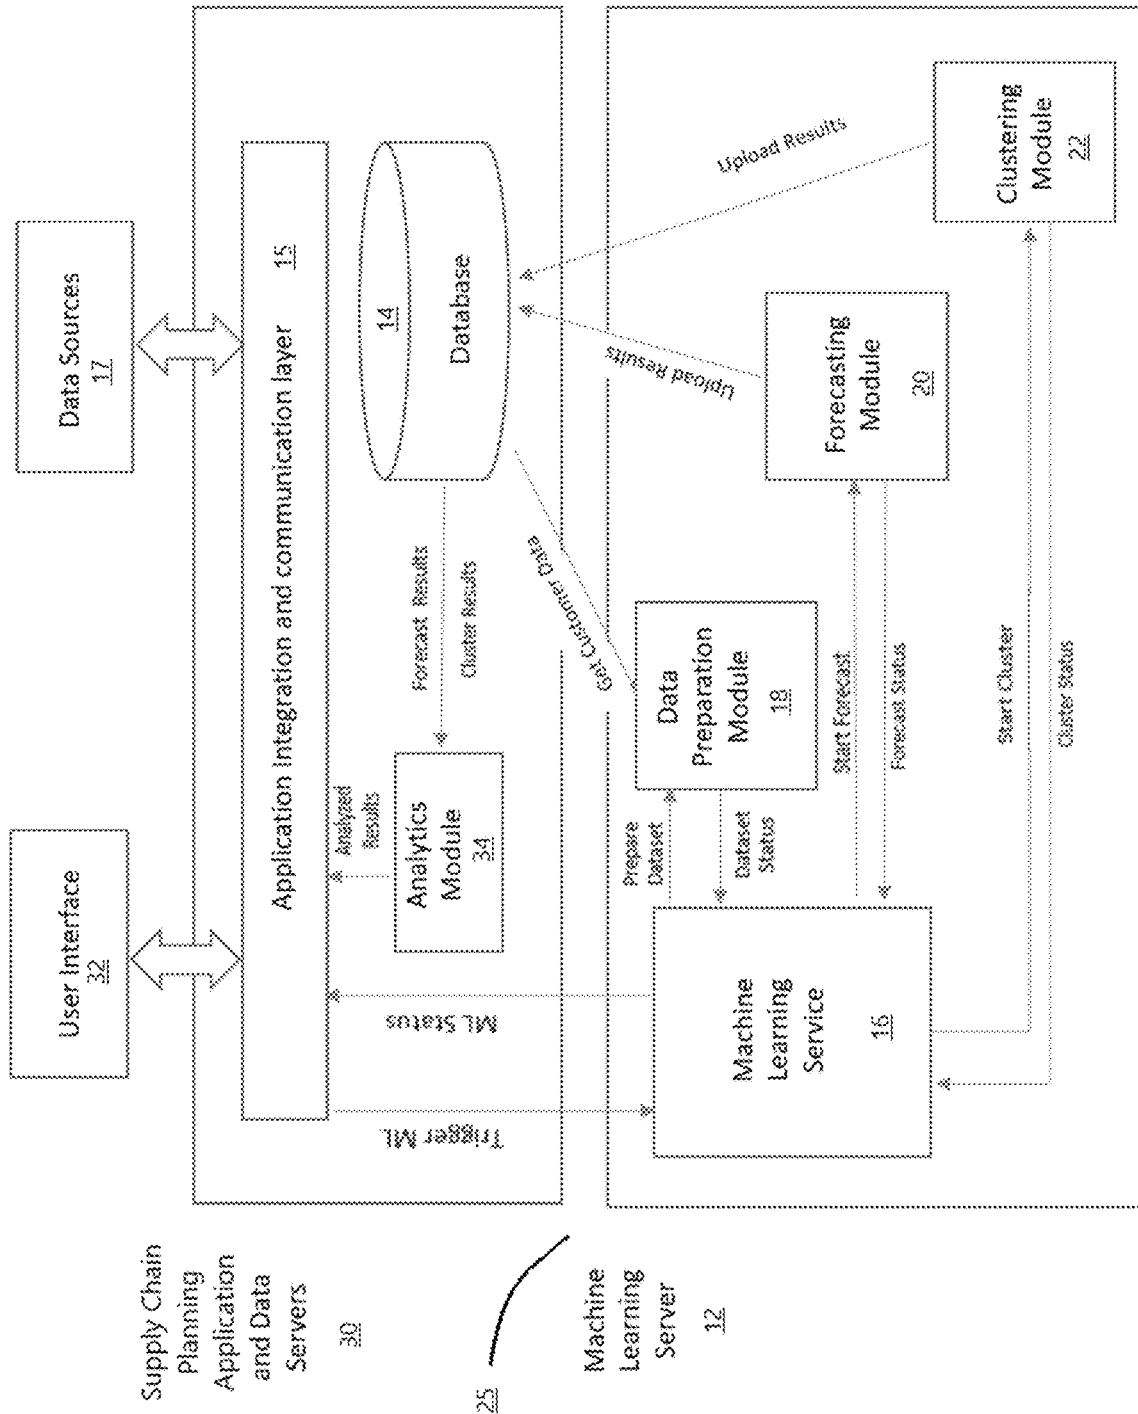 Supply Chain
Planning
Application
and Data
Servers
30
25
Machine
Learning
Server
12
User Interface
32
Data Sources
17
Application Integration and communication layer
15
Trigger ML
ML Status
Analyzed
Results
Analytics
Module
34
Forecast Results
Cluster Results
14
Database
Get Customer Data
Upload Results
Upload Results
Machine
Learning
Service
16
Prepare
Dataset
Dataset
Status
Data
Preparation
Module
18
Start Forecast
Forecast Status
Forecasting
Module
20
Start Cluster
Cluster Status
Clustering
Module
22